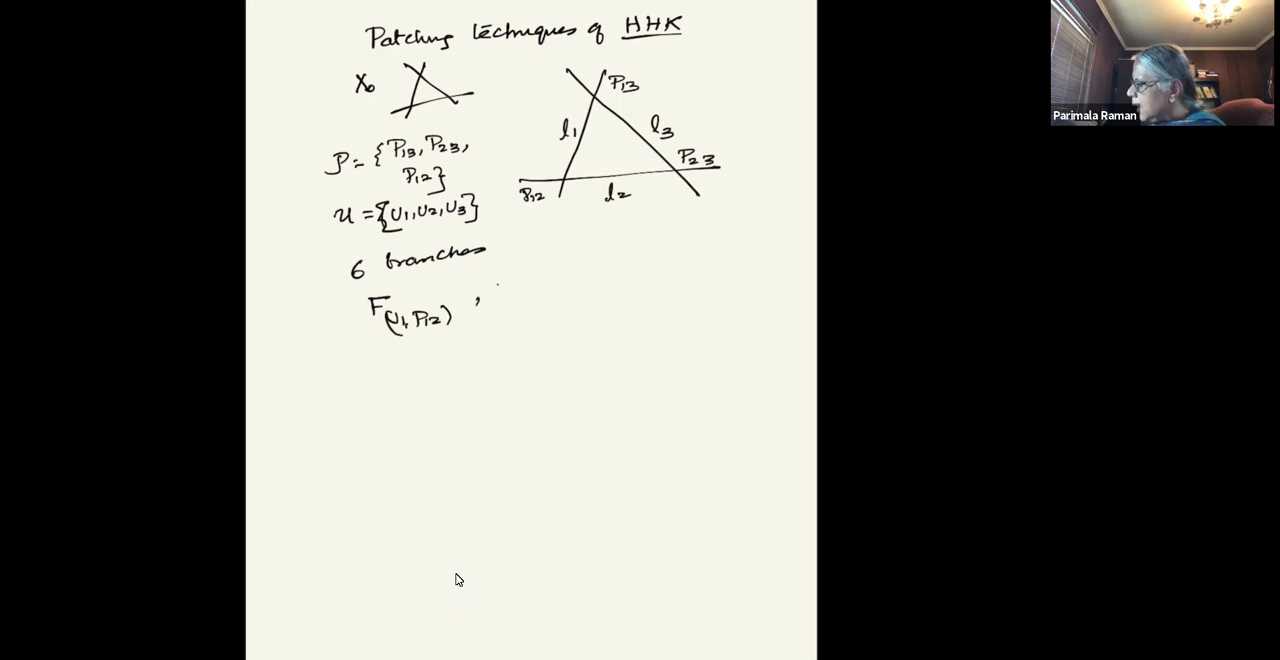 Patching techniques of HHK
X₀
P₁₃
l₁
l₃
P = {P₁₃, P₂₃,
P₁₂}
P₂₃
P₁₂
l₂
U = {U₁, U₂, U₃}
6 branches
F(U₁, P₁₂) ,
Parimala Raman